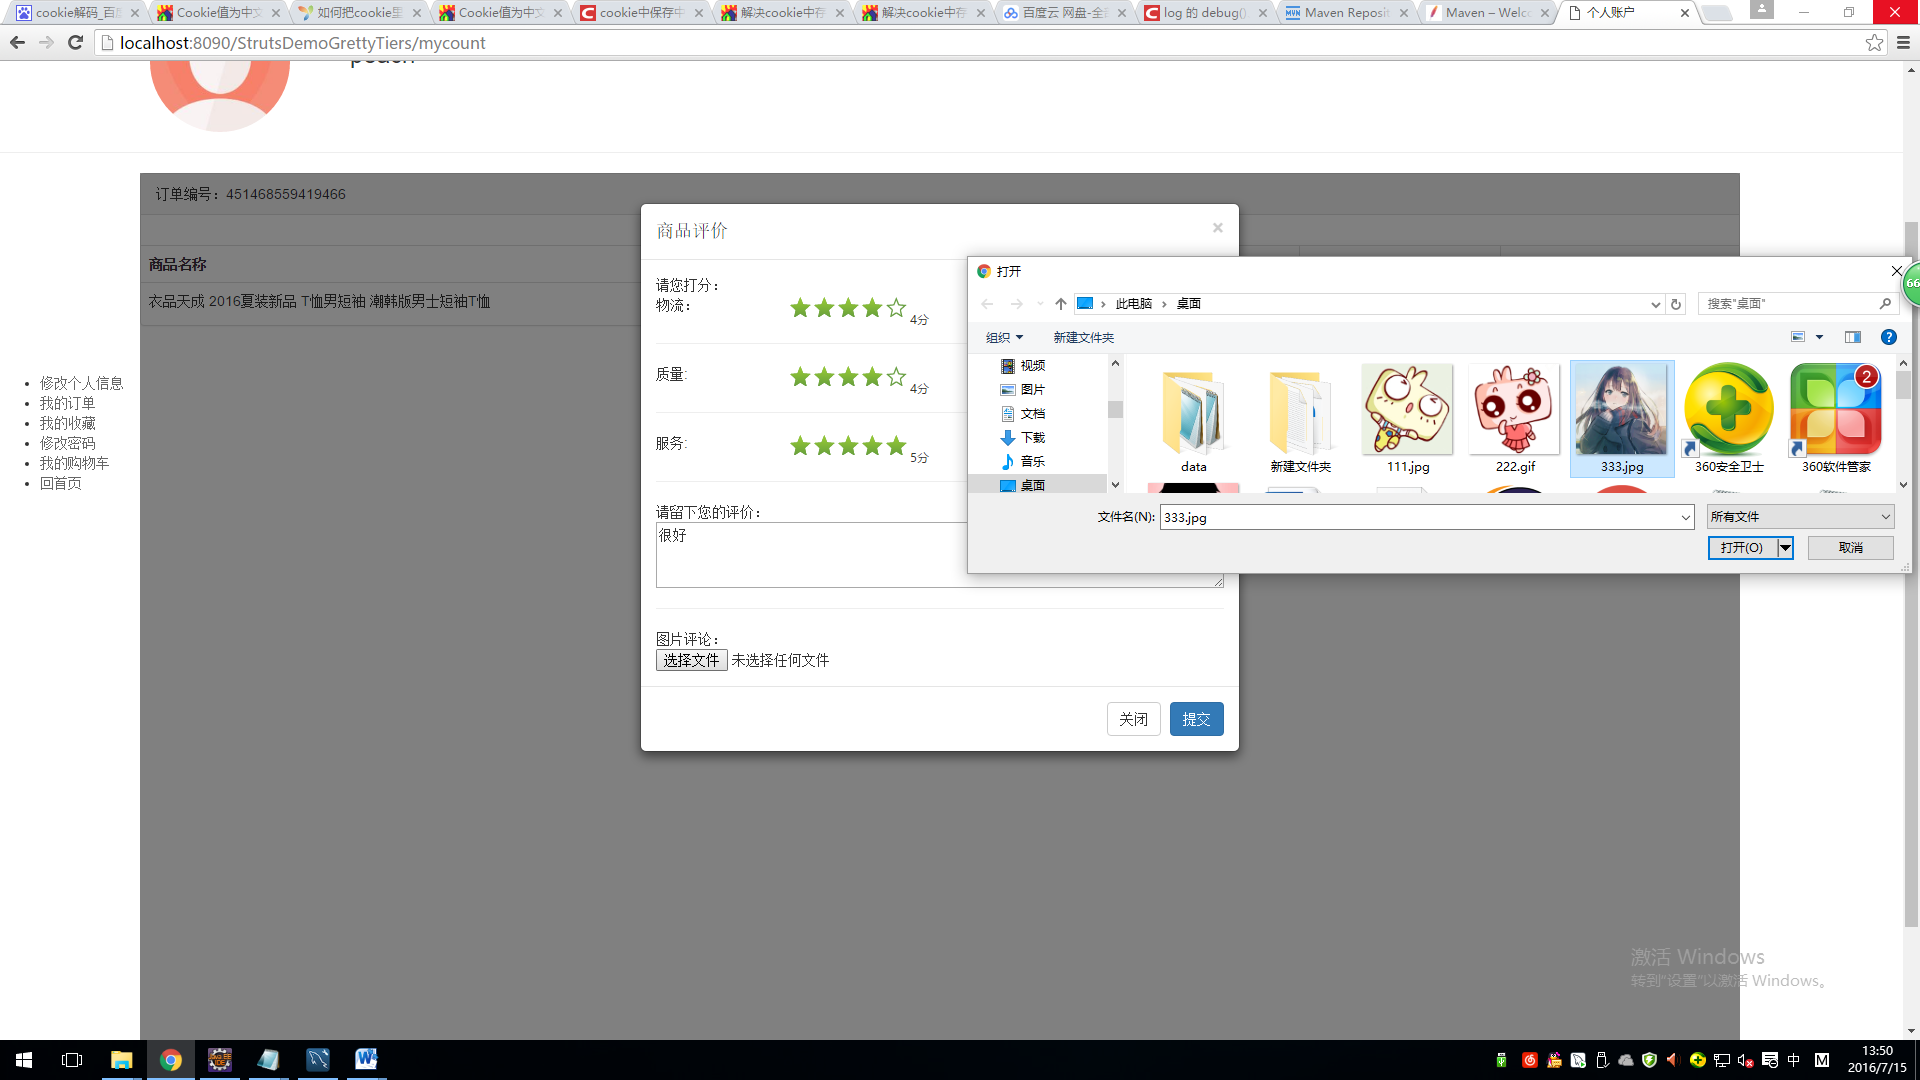 cookie解码_百度
Cookie值为中文
如何把cookie里
Cookie值为中文
cookie中保存中
解决cookie中存
解决cookie中存
百度云 网盘-全部
log 的 debug()
Maven Reposit
Maven – Welco
个人账户
localhost:8090/StrutsDemoGrettyTiers/mycount
订单编号：451468559419466
商品名称
衣品天成 2016夏装新品 T恤男短袖 潮韩版男士短袖T恤
修改个人信息
我的订单
我的收藏
修改密码
我的购物车
回首页
商品评价
×
请您打分：
物流：
4分
质量:
4分
服务:
5分
请留下您的评价：
很好
图片评论：
选择文件 未选择任何文件
关闭
提交
打开
66
此电脑 › 桌面
搜索"桌面"
组织
新建文件夹
视频
图片
文档
下载
音乐
桌面
data
新建文件夹
111.jpg
222.gif
333.jpg
360安全卫士
2
360软件管家
文件名(N):
333.jpg
所有文件
打开(O)
取消
激活 Windows
转到"设置"以激活 Windows。
中
M
13:50
2016/7/15